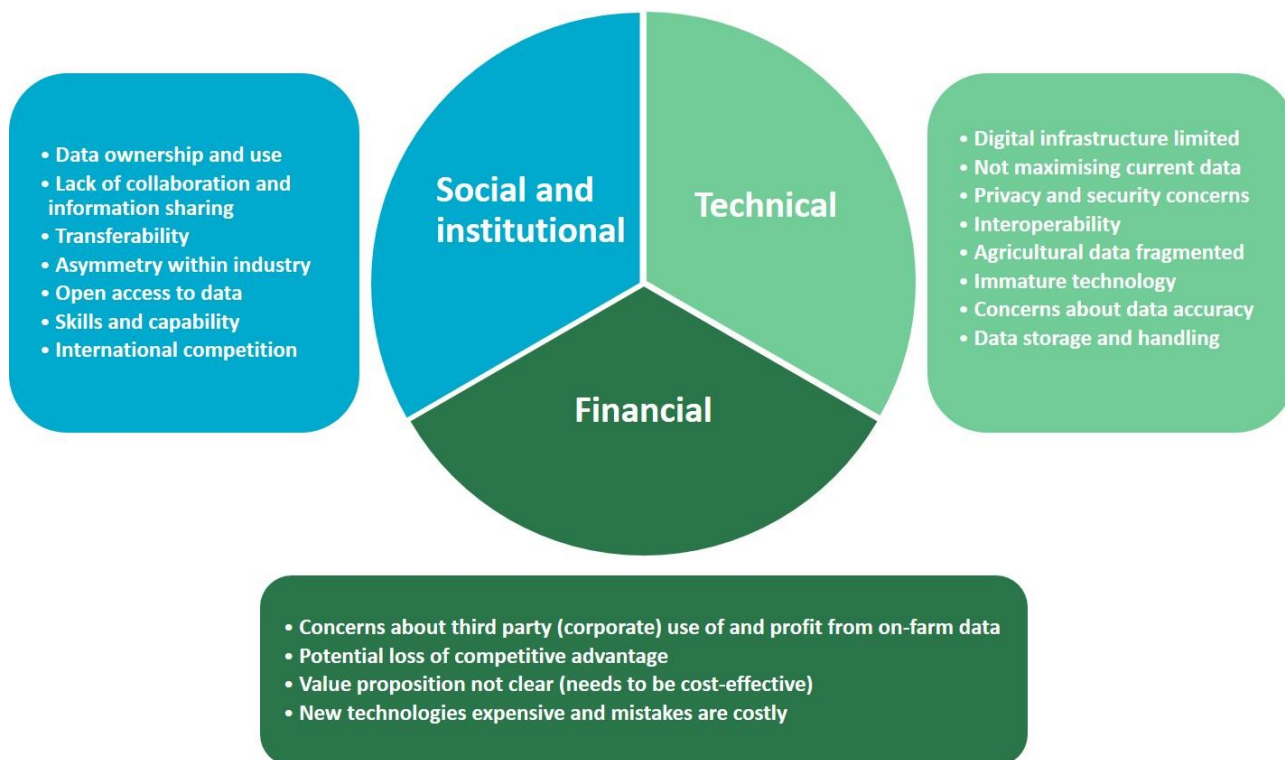 Social and
institutional
Technical
Financial
• Data ownership and use
• Lack of collaboration and
information sharing
• Transferability
• Asymmetry within industry
• Open access to data
• Skills and capability
• International competition
• Digital infrastructure limited
• Not maximising current data
• Privacy and security concerns
• Interoperability
• Agricultural data fragmented
• Immature technology
• Concerns about data accuracy
• Data storage and handling
• Concerns about third party (corporate) use of and profit from on-farm data
• Potential loss of competitive advantage
• Value proposition not clear (needs to be cost-effective)
• New technologies expensive and mistakes are costly